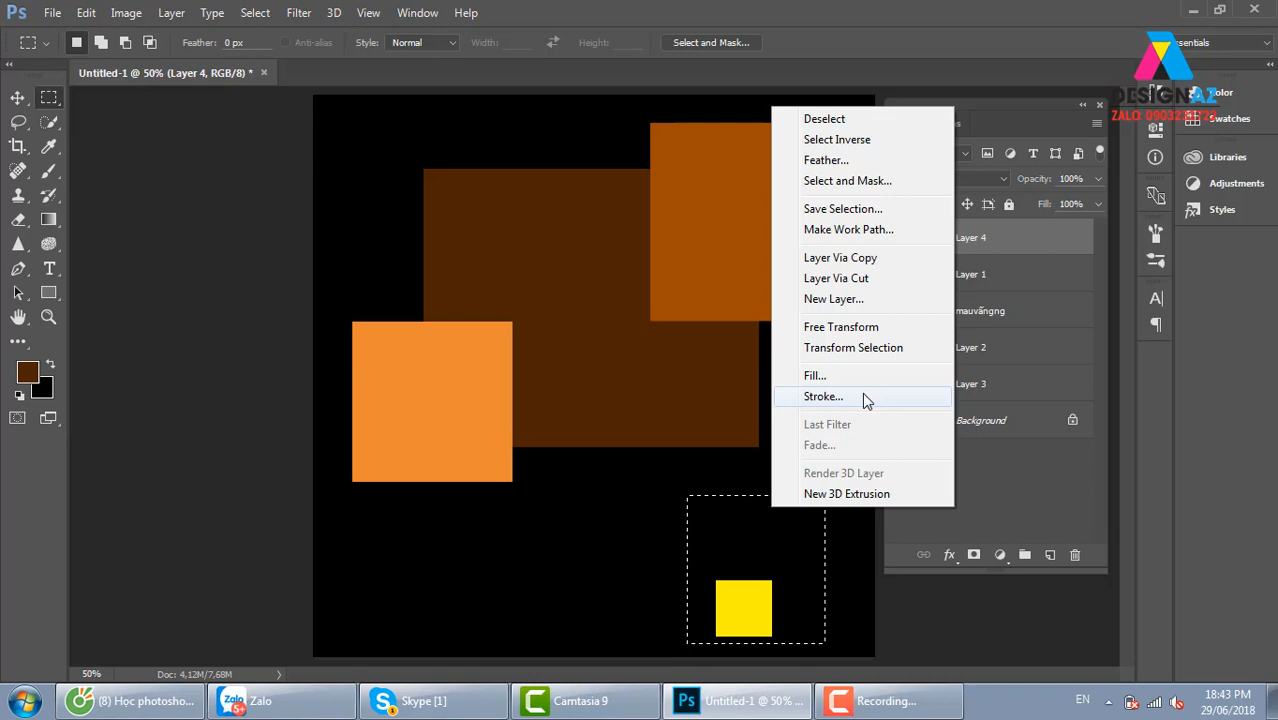 Ps File Edit Image Layer Type Select Filter 3D View Window Help
Feather: 0 px Anti-alias Style: Normal Width: Height: Select and Mask...
Untitled-1 @ 50% (Layer 4, RGB/8) * ×
DESIGNAZ
Color
Swatches
Libraries
Adjustments
Styles
Deselect
Select Inverse
Feather...
Select and Mask...
Save Selection...
Make Work Path...
Layer Via Copy
Layer Via Cut
New Layer...
Free Transform
Transform Selection
Fill...
Stroke...
Last Filter
Fade...
Render 3D Layer
New 3D Extrusion
Opacity: 100%
Fill: 100%
Layer 4
Layer 1
Layer 2
Layer 3
Background
fx
50% Doc: 4,12M/7,68M
(8) Học photosho... Zalo Skype [1] Camtasia 9 Untitled-1 @ 50% ... Recording... EN
18:43 PM
29/06/2018